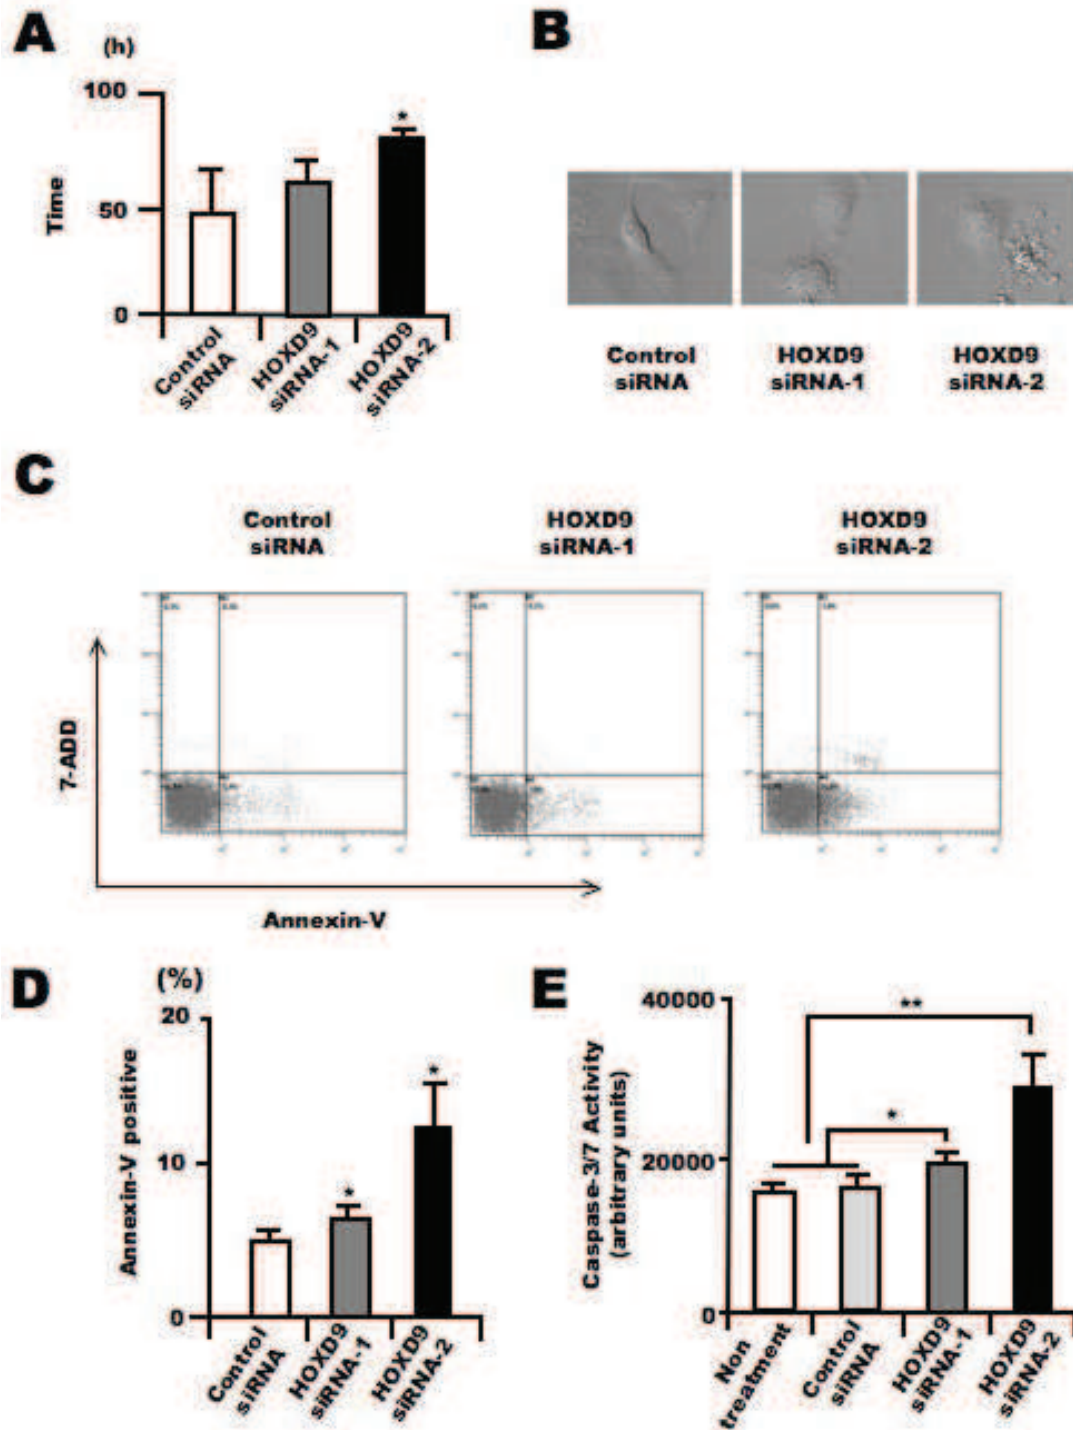 A
(h)
100
50
0
Time
*
Control
siRNA
HOXD9
siRNA-1
HOXD9
siRNA-2
B
Control
siRNA
HOXD9
siRNA-1
HOXD9
siRNA-2
C
Control
siRNA
HOXD9
siRNA-1
HOXD9
siRNA-2
7-ADD
Annexin-V
D
(%)
20
10
0
Annexin-V positive
*
*
Control
siRNA
HOXD9
siRNA-1
HOXD9
siRNA-2
E
40000
20000
0
Caspase-3/7 Activity
(arbitrary units)
**
*
Non
treatment
Control
siRNA
HOXD9
siRNA-1
HOXD9
siRNA-2